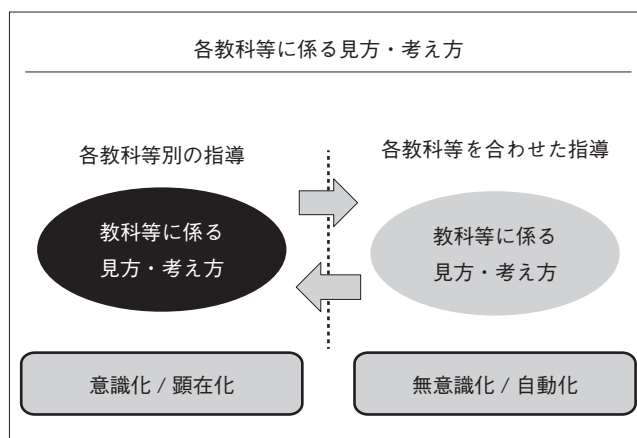 各教科等に係る見方・考え方
各教科等別の指導
各教科等を合わせた指導
教科等に係る
見方・考え方
教科等に係る
見方・考え方
意識化 / 顕在化
無意識化 / 自動化